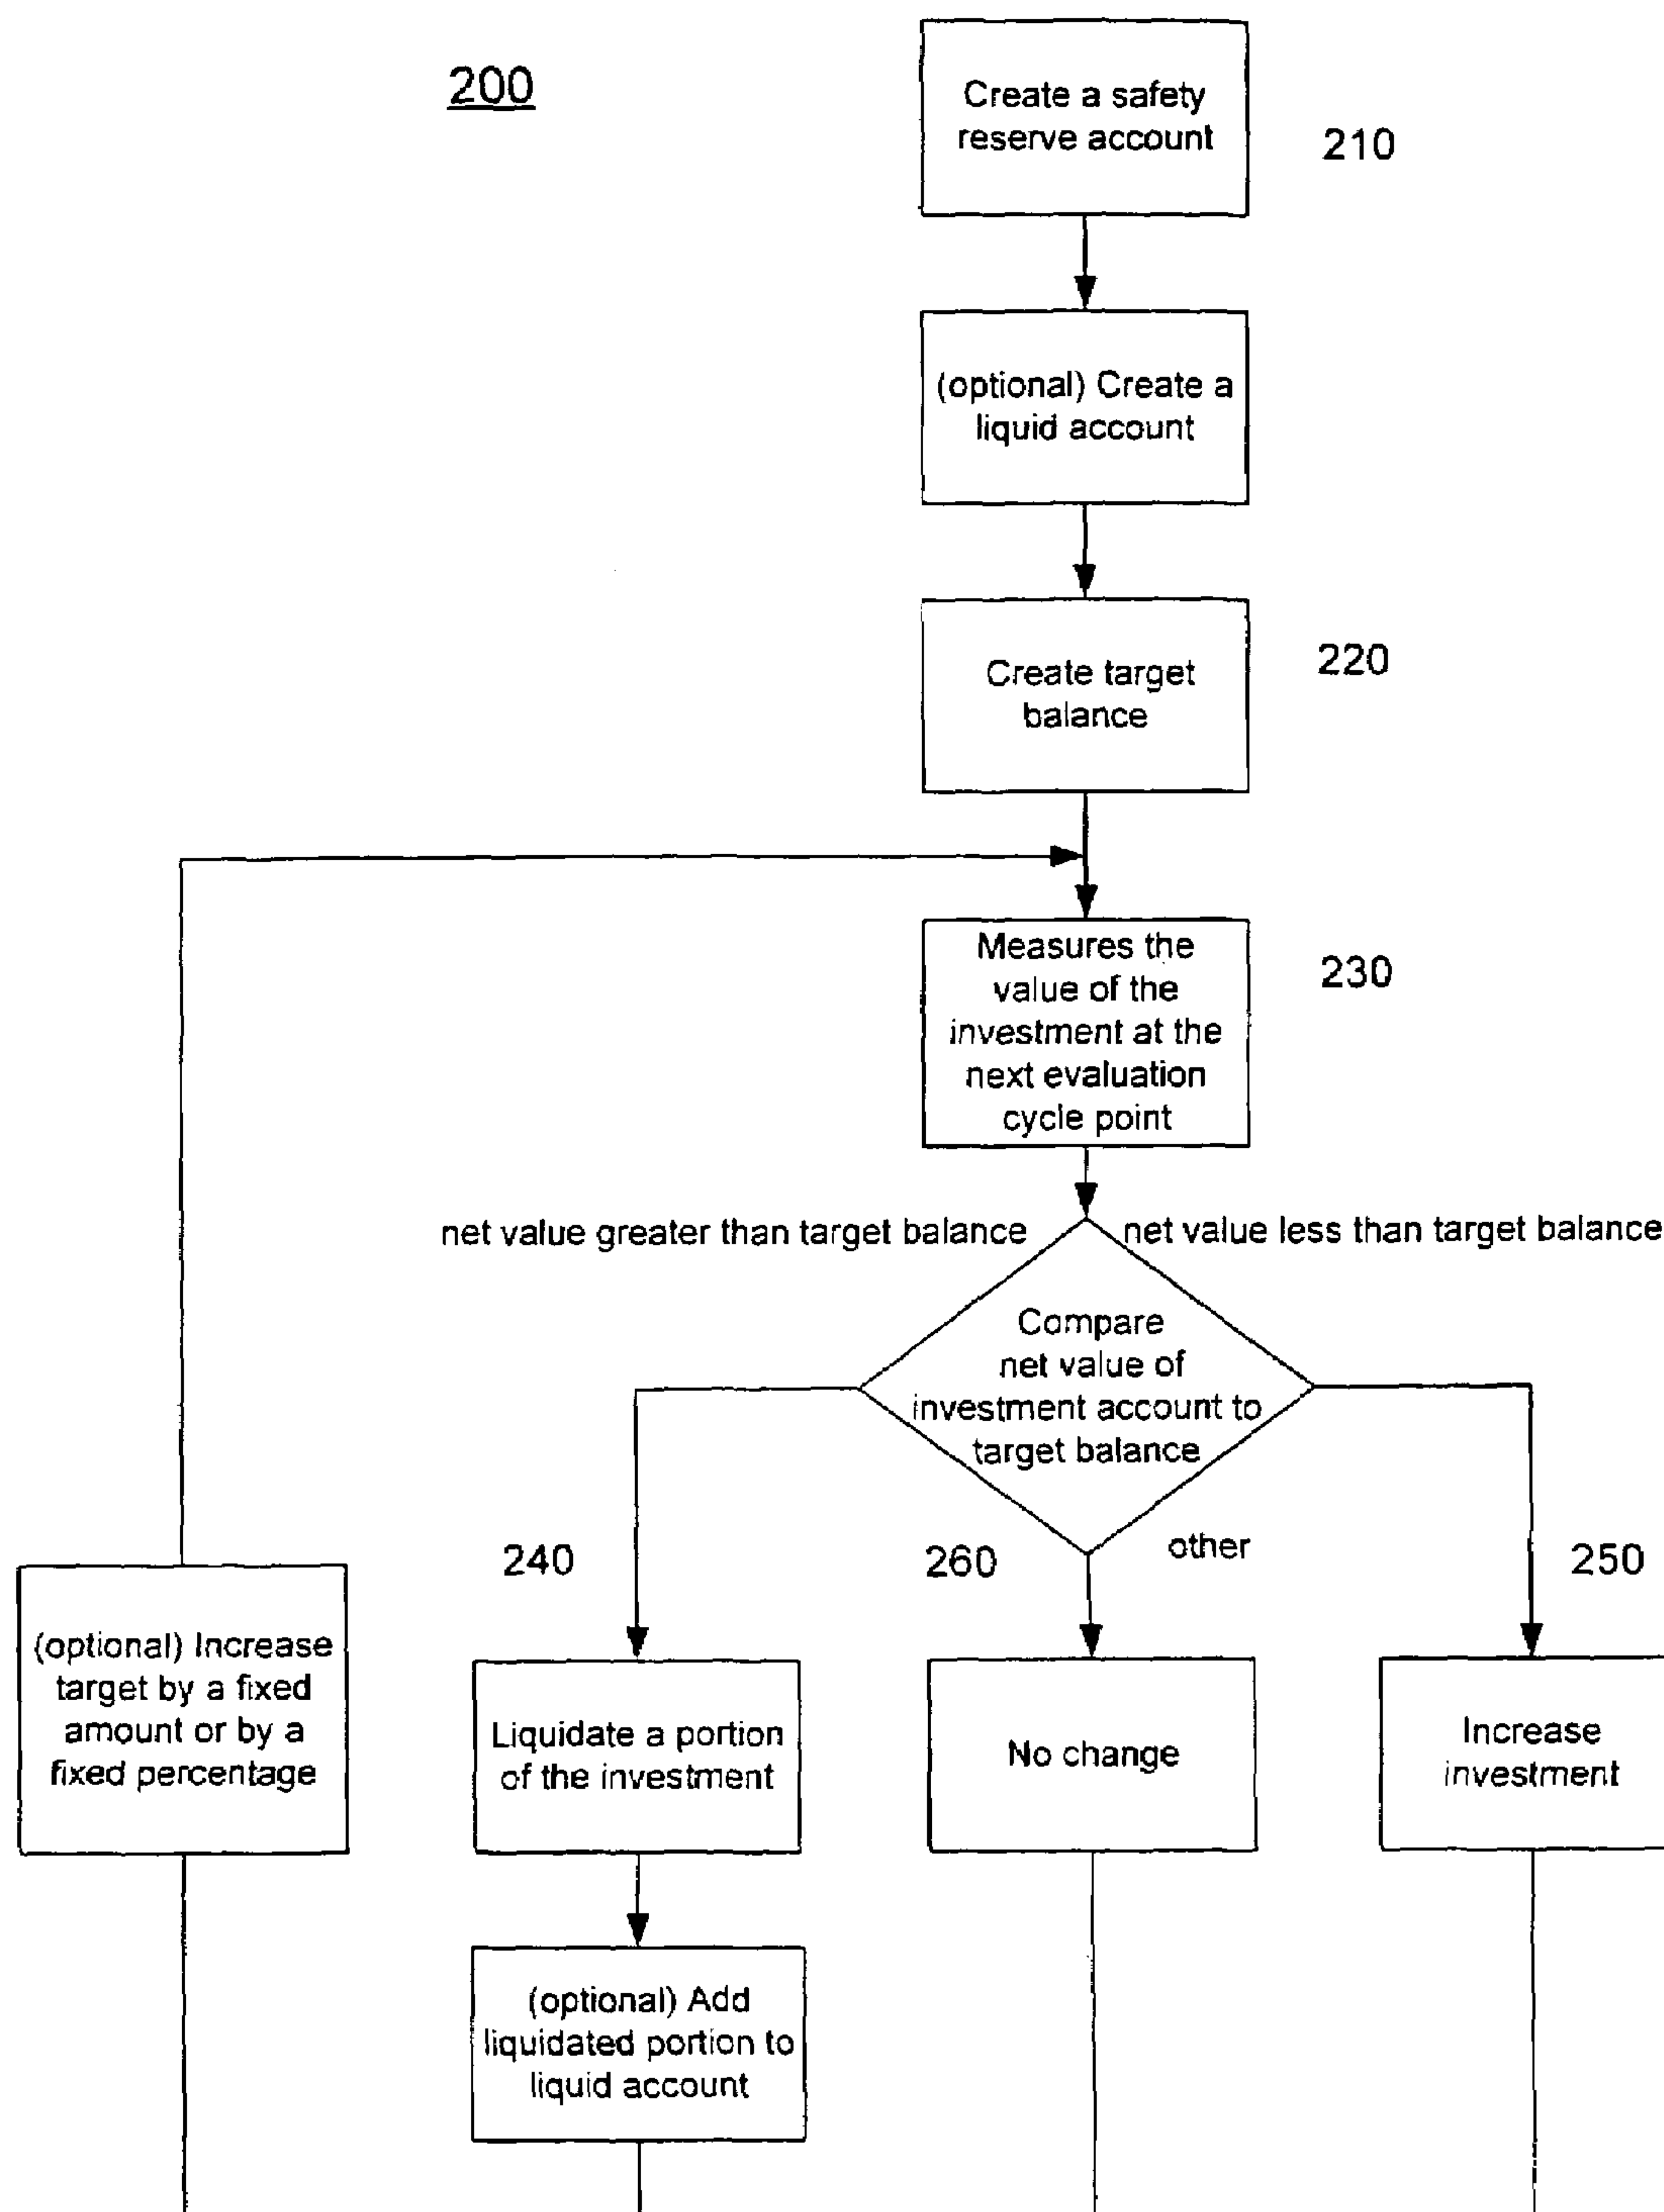 200
Create a safety
reserve account
210
(optional) Create a
liquid account
Create target
balance
220
Measures the
value of the
investment at the
next evaluation
cycle point
230
net value greater than target balance
net value less than target balance
Compare
net value of
investment account to
target balance
240
260
other
250
(optional) Increase
target by a fixed
amount or by a
fixed percentage
Liquidate a portion
of the investment
No change
Increase
investment
(optional) Add
liquidated portion to
liquid account